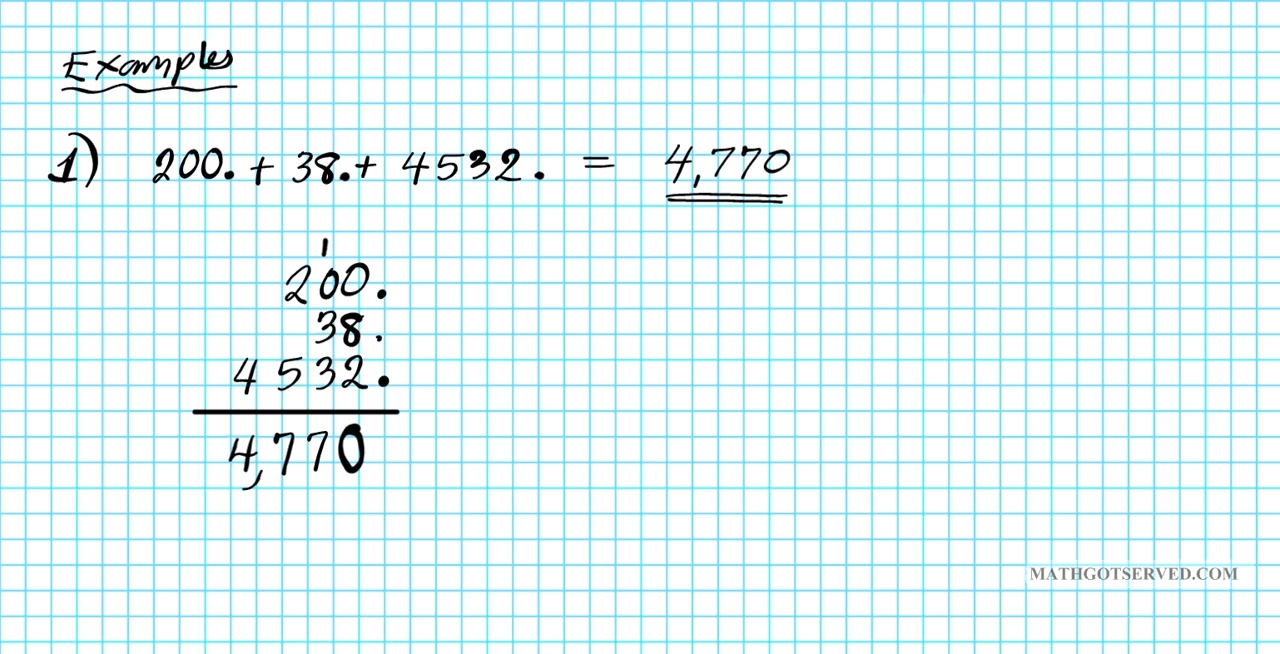 Examples
1) 200. + 38. + 4532. = 4,770
1
200.
38.
4532.
4,770
MATHGOTSERVED.COM